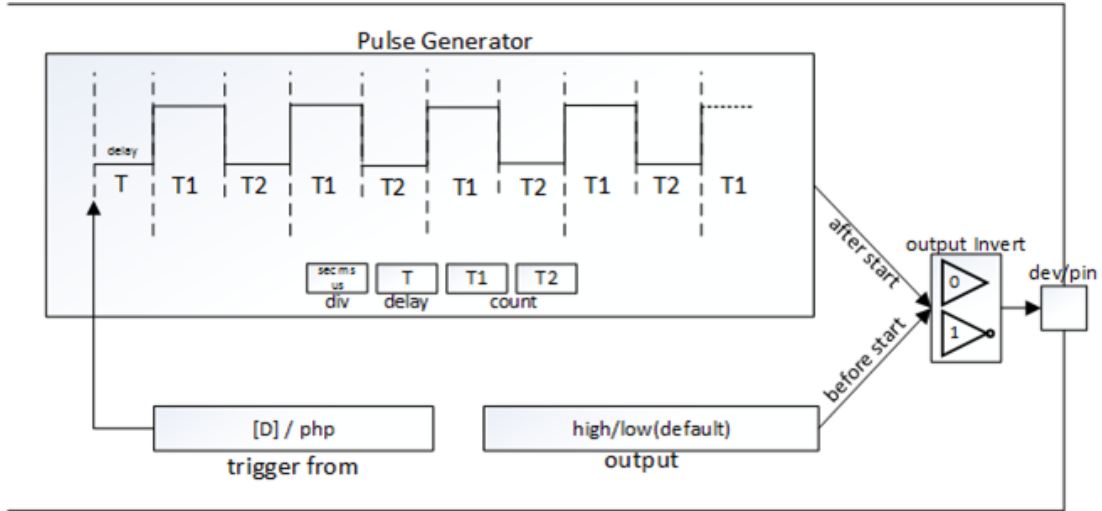 Pulse Generator
delay
T T1 T2 T1 T2 T1 T2 T1 T2 T1
sec ms
us
T T1 T2
div delay count
after start
before start
output Invert
0
1
dev/pin
[D] / php
trigger from
high/low(default)
output